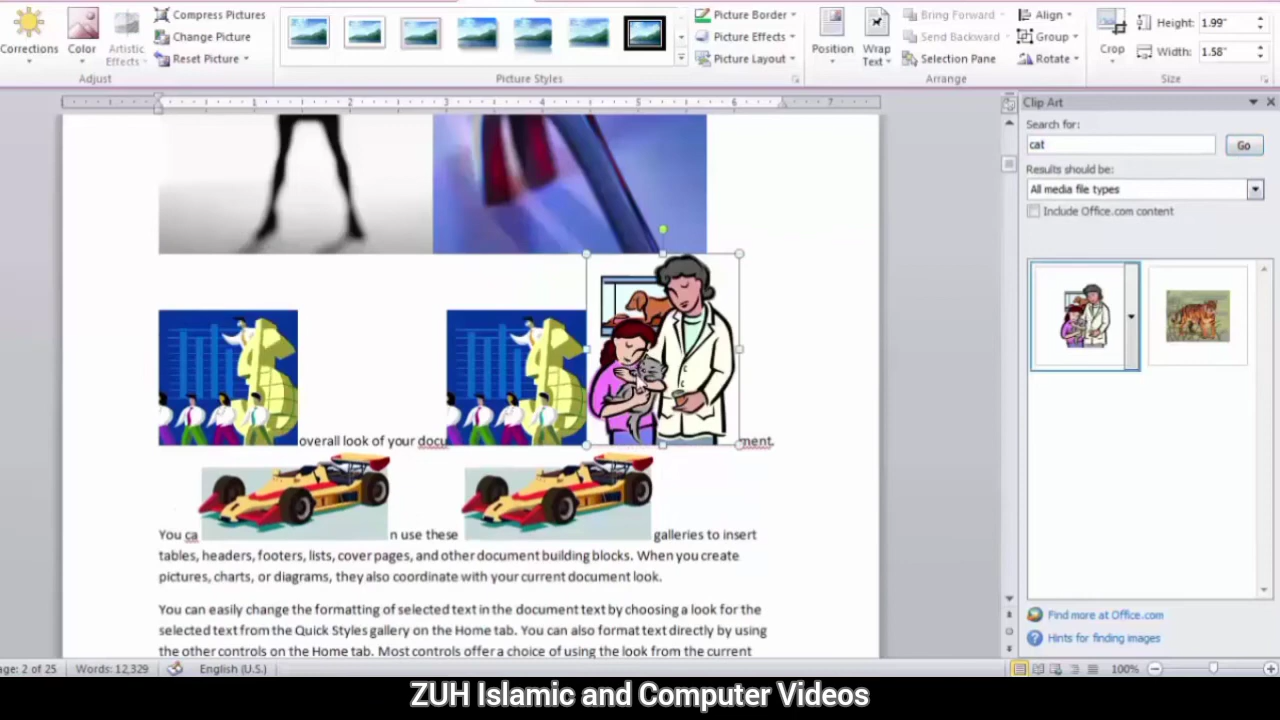 Corrections
Color
Artistic
Effects
Compress Pictures
Change Picture
Reset Picture
Adjust
Picture Styles
Picture Border
Picture Effects
Picture Layout
Position
Wrap
Text
Bring Forward
Send Backward
Selection Pane
Align
Group
Rotate
Arrange
Crop
Height: 1.99"
Width: 1.58"
Size
1 2 3 4 5 6 7
Clip Art
Search for:
cat
Go
Results should be:
All media file types
Include Office.com content
overall look of your docu ment.
You ca n use these galleries to insert
tables, headers, footers, lists, cover pages, and other document building blocks. When you create
pictures, charts, or diagrams, they also coordinate with your current document look.
You can easily change the formatting of selected text in the document text by choosing a look for the
selected text from the Quick Styles gallery on the Home tab. You can also format text directly by using
the other controls on the Home tab. Most controls offer a choice of using the look from the current
Find more at Office.com
Hints for finding images
age: 2 of 25
Words: 12,329
English (U.S.)
100%
ZUH Islamic and Computer Videos